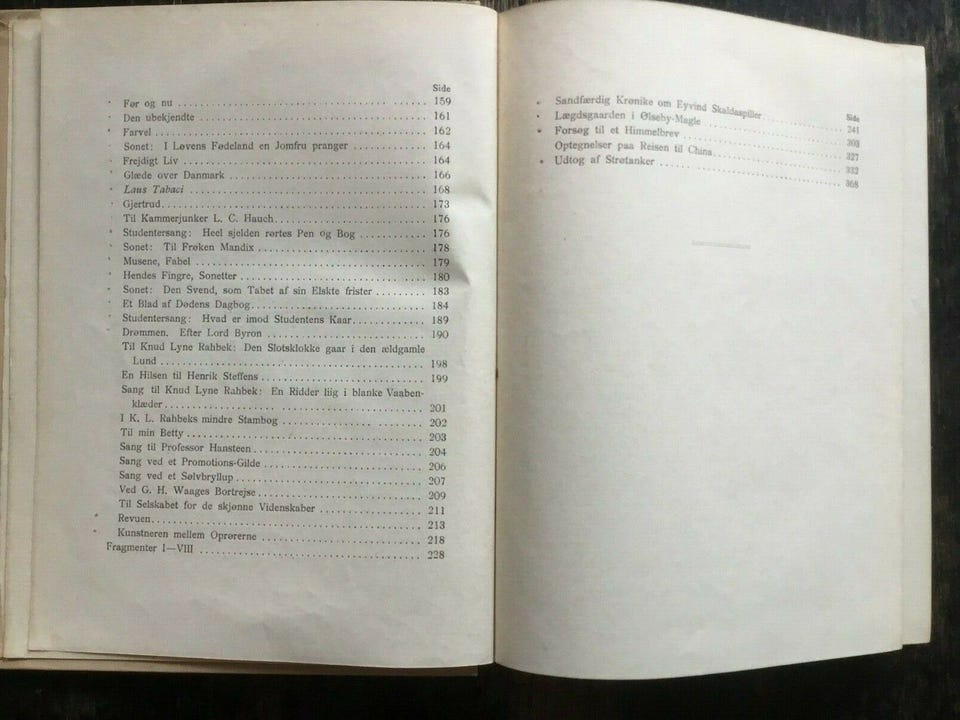 Side
Før og nu ........................................ 159
Den ubekjendte ........................................ 161
Farvel ........................................ 162
Sonet: I Løvens Fødeland en Jomfru pranger ........................................ 164
Frejdigt Liv ........................................ 164
Glæde over Danmark ........................................ 166
Laus Tabaci ........................................ 168
Gjertrud ........................................ 173
Til Kammerjunker L. C. Hauch ........................................ 176
Studentersang: Heel sjelden rørtes Pen og Bog ........................................ 176
Sonet: Til Frøken Mandix ........................................ 178
Musene, Fabel ........................................ 179
Hendes Fingre, Sonetter ........................................ 180
Sonet: Den Svend, som Tabet af sin Elskte frister ........................................ 183
Et Blad af Dødens Dagbog ........................................ 184
Studentersang: Hvad er imod Studentens Kaar ........................................ 189
Drømmen. Efter Lord Byron ........................................ 190
Til Knud Lyne Rahbek: Den Slotsklokke gaar i den ældgamle
Lund ........................................ 198
En Hilsen til Henrik Steffens ........................................ 199
Sang til Knud Lyne Rahbek: En Ridder liig i blanke Vaaben-
klæder ........................................ 201
I K. L. Rahbeks mindre Stambog ........................................ 202
Til min Betty ........................................ 203
Sang til Professor Hansteen ........................................ 204
Sang ved et Promotions-Gilde ........................................ 206
Sang ved et Sølvbryllup ........................................ 207
Ved G. H. Waages Bortrejse ........................................ 209
Til Selskabet for de skjønne Videnskaber ........................................ 211
Revuen ........................................ 213
Kunstneren mellem Oprørerne ........................................ 218
Fragmenter I—VIII ........................................ 228
Side
Sandfærdig Krønike om Eyvind Skaldaspiller ........................................ 241
Lægdsgaarden i Ølseby-Magle ........................................ 303
Forsøg til et Himmelbrev ........................................ 327
Optegnelser paa Reisen til China ........................................ 332
Udtog af Strøtanker ........................................ 368